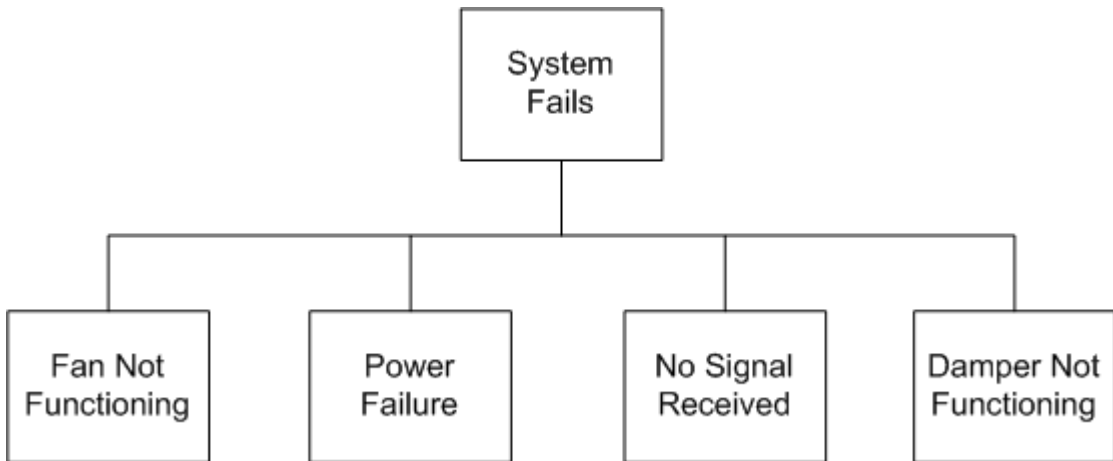 System
Fails
Fan Not
Functioning
Power
Failure
No Signal
Received
Damper Not
Functioning